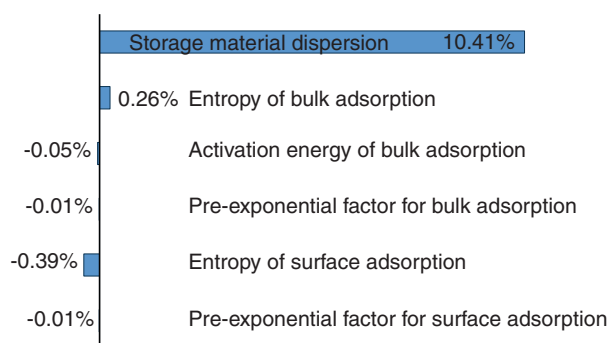 Storage material dispersion 10.41%
0.26% Entropy of bulk adsorption
-0.05% Activation energy of bulk adsorption
-0.01% Pre-exponential factor for bulk adsorption
-0.39% Entropy of surface adsorption
-0.01% Pre-exponential factor for surface adsorption